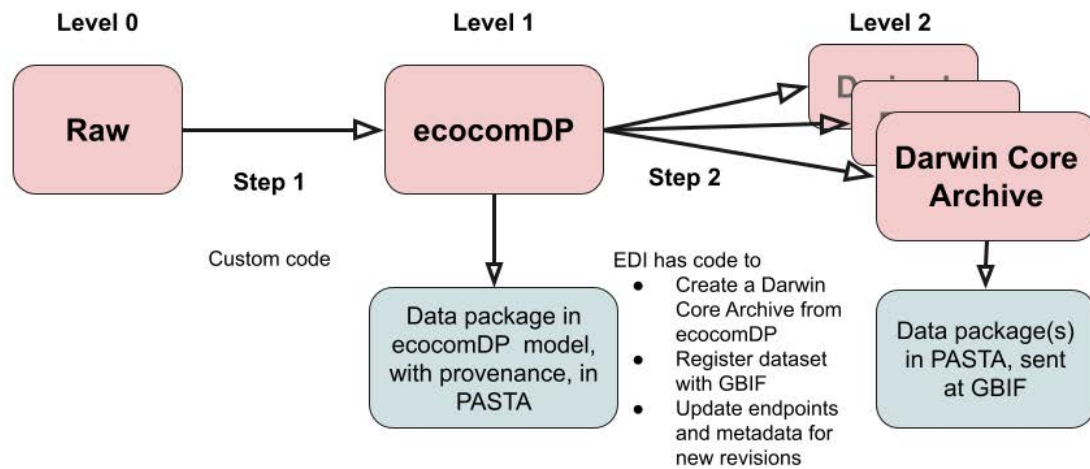 Level 0
Level 1
Level 2
Raw
ecocomDP
Darwin Core
Archive
Step 1
Step 2
Custom code
Data package in
ecocomDP model,
with provenance, in
PASTA
EDI has code to
● Create a Darwin
Core Archive from
ecocomDP
● Register dataset
with GBIF
● Update endpoints
and metadata for
new revisions
Data package(s)
in PASTA, sent
at GBIF